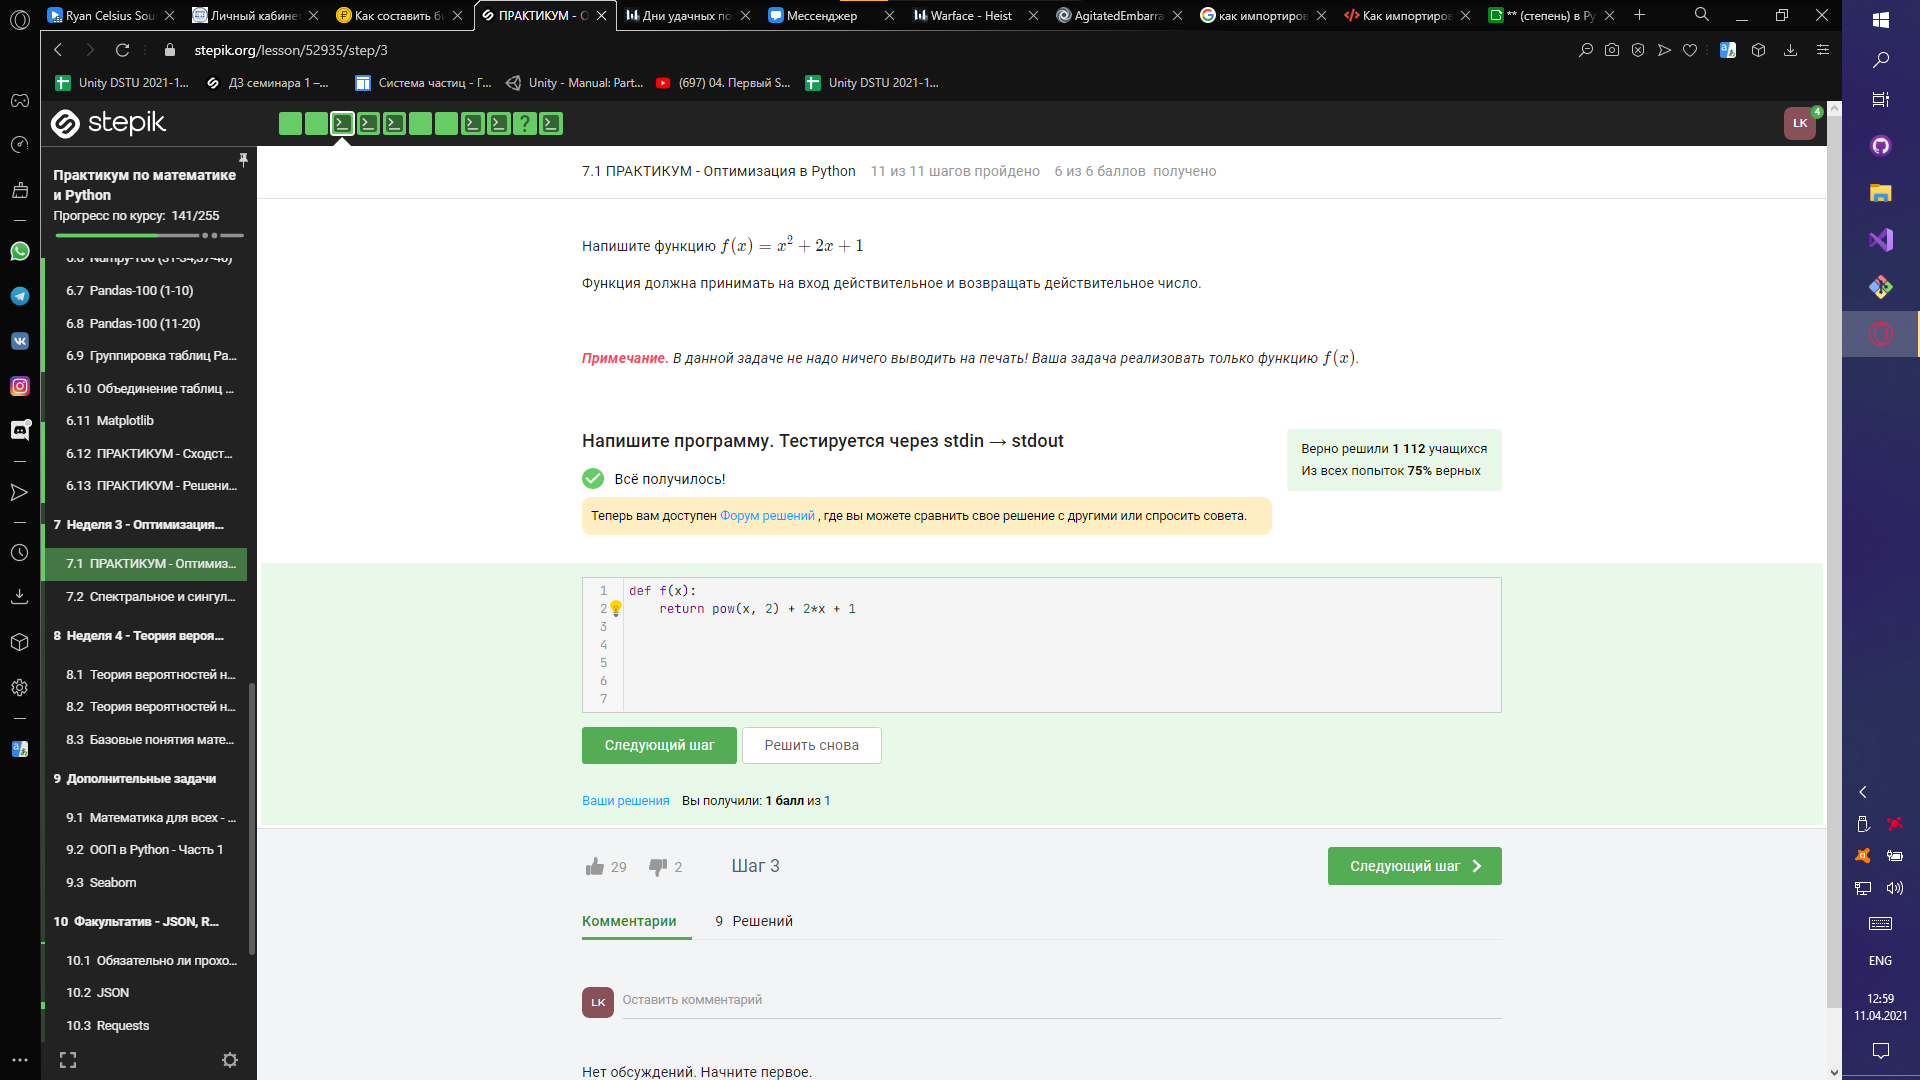 Ryan Celsius Sou
Личный кабине
Как составить б
ПРАКТИКУМ - О
Дни удачных по
Мессенджер
Warface - Heist
AgitatedEmbarra
как импортиров
Как импортиров
** (степень) в Py
stepik.org/lesson/52935/step/3
Unity DSTU 2021-1...
ДЗ семинара 1 –...
Система частиц - Г...
Unity - Manual: Part...
(697) 04. Первый S...
Unity DSTU 2021-1...
stepik
?
LK
4
Практикум по математике
и Python
Прогресс по курсу: 141/255
6.7 Pandas-100 (1-10)
6.8 Pandas-100 (11-20)
6.9 Группировка таблиц Pa...
6.10 Объединение таблиц ...
6.11 Matplotlib
6.12 ПРАКТИКУМ - Сходст...
6.13 ПРАКТИКУМ - Решени...
7 Неделя 3 - Оптимизация...
7.1 ПРАКТИКУМ - Оптимиз...
7.2 Спектральное и сингул...
8 Неделя 4 - Теория вероя...
8.1 Теория вероятностей н...
8.2 Теория вероятностей н...
8.3 Базовые понятия мате...
9 Дополнительные задачи
9.1 Математика для всех - ...
9.2 ООП в Python - Часть 1
9.3 Seaborn
10 Факультатив - JSON, R...
10.1 Обязательно ли прохо...
10.2 JSON
10.3 Requests
7.1 ПРАКТИКУМ - Оптимизация в Python 11 из 11 шагов пройдено 6 из 6 баллов получено
Напишите функцию f(x) = x² + 2x + 1
Функция должна принимать на вход действительное и возвращать действительное число.
Примечание. В данной задаче не надо ничего выводить на печать! Ваша задача реализовать только функцию f(x).
Напишите программу. Тестируется через stdin → stdout
Верно решили 1 112 учащихся
Из всех попыток 75% верных
Всё получилось!
Теперь вам доступен Форум решений , где вы можете сравнить свое решение с другими или спросить совета.
1 def f(x):
2     return pow(x, 2) + 2*x + 1
3
4
5
6
7
Следующий шаг
Решить снова
Ваши решения Вы получили: 1 балл из 1
29
2
Шаг 3
Следующий шаг
Комментарии
9 Решений
LK
Оставить комментарий
Нет обсуждений. Начните первое.
ENG
12:59
11.04.2021